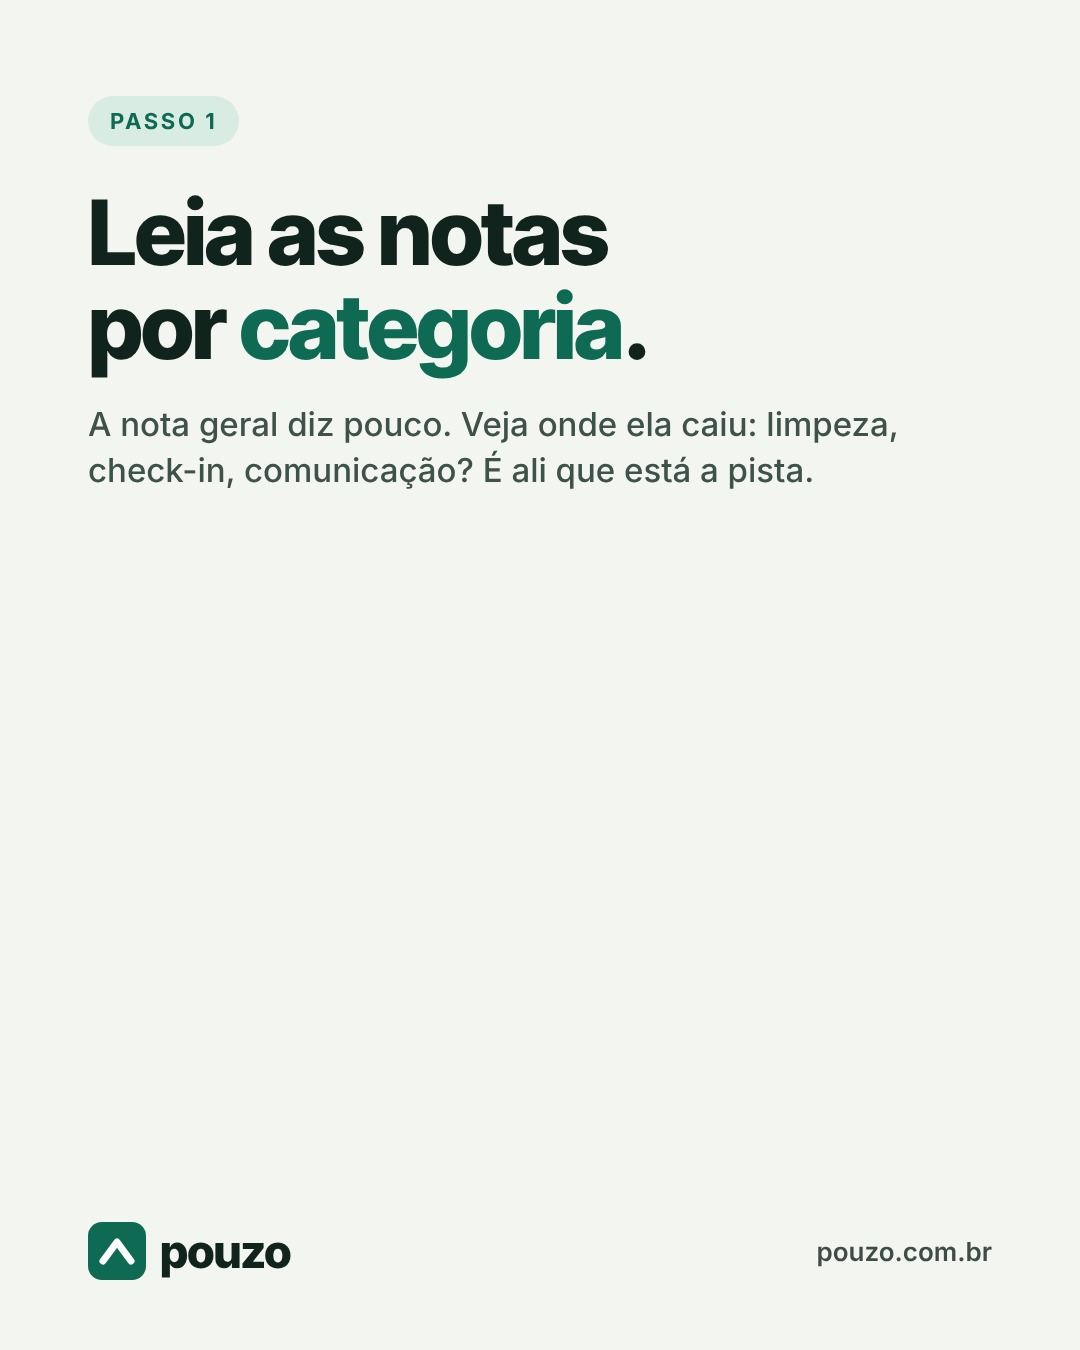 PASSO 1
Leia as notas
por categoria.
A nota geral diz pouco. Veja onde ela caiu: limpeza,
check-in, comunicação? É ali que está a pista.
pouzo
pouzo.com.br